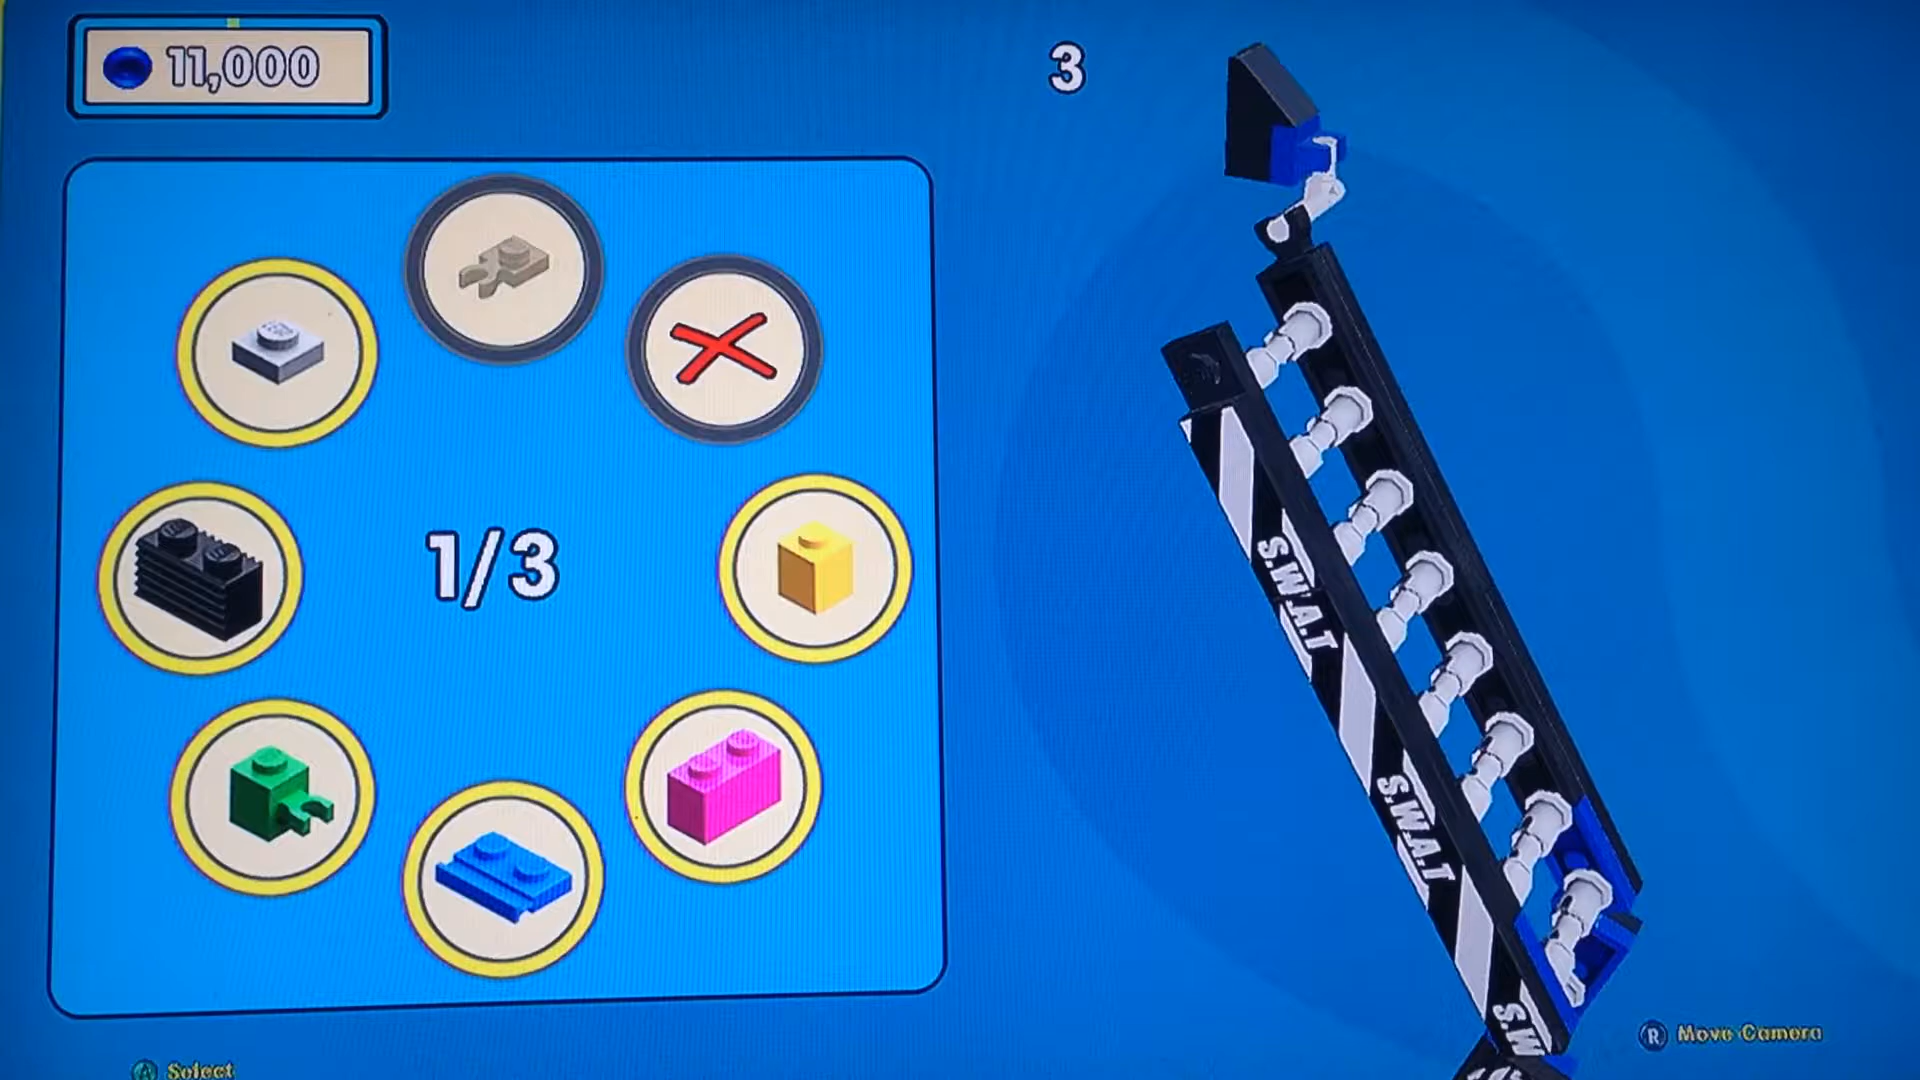 11,000
3
1/3
S.W.A.T
S.W.A.T
S.W
R Move Camera
A Select